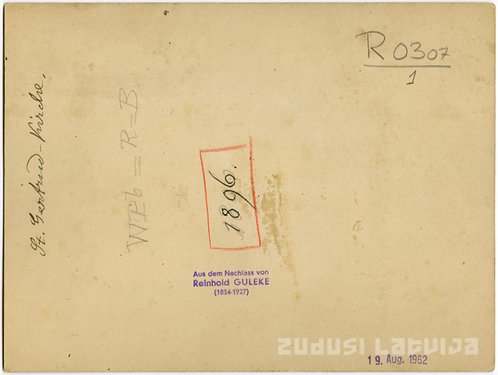 R 0307
1
St. Gertrud-Kirche.
WPb = R = B
1896.
Aus dem Nachlass von
Reinhold GULEKE
(1834-1927)
ZUDUSI LATVIJA
19. Aug. 1962